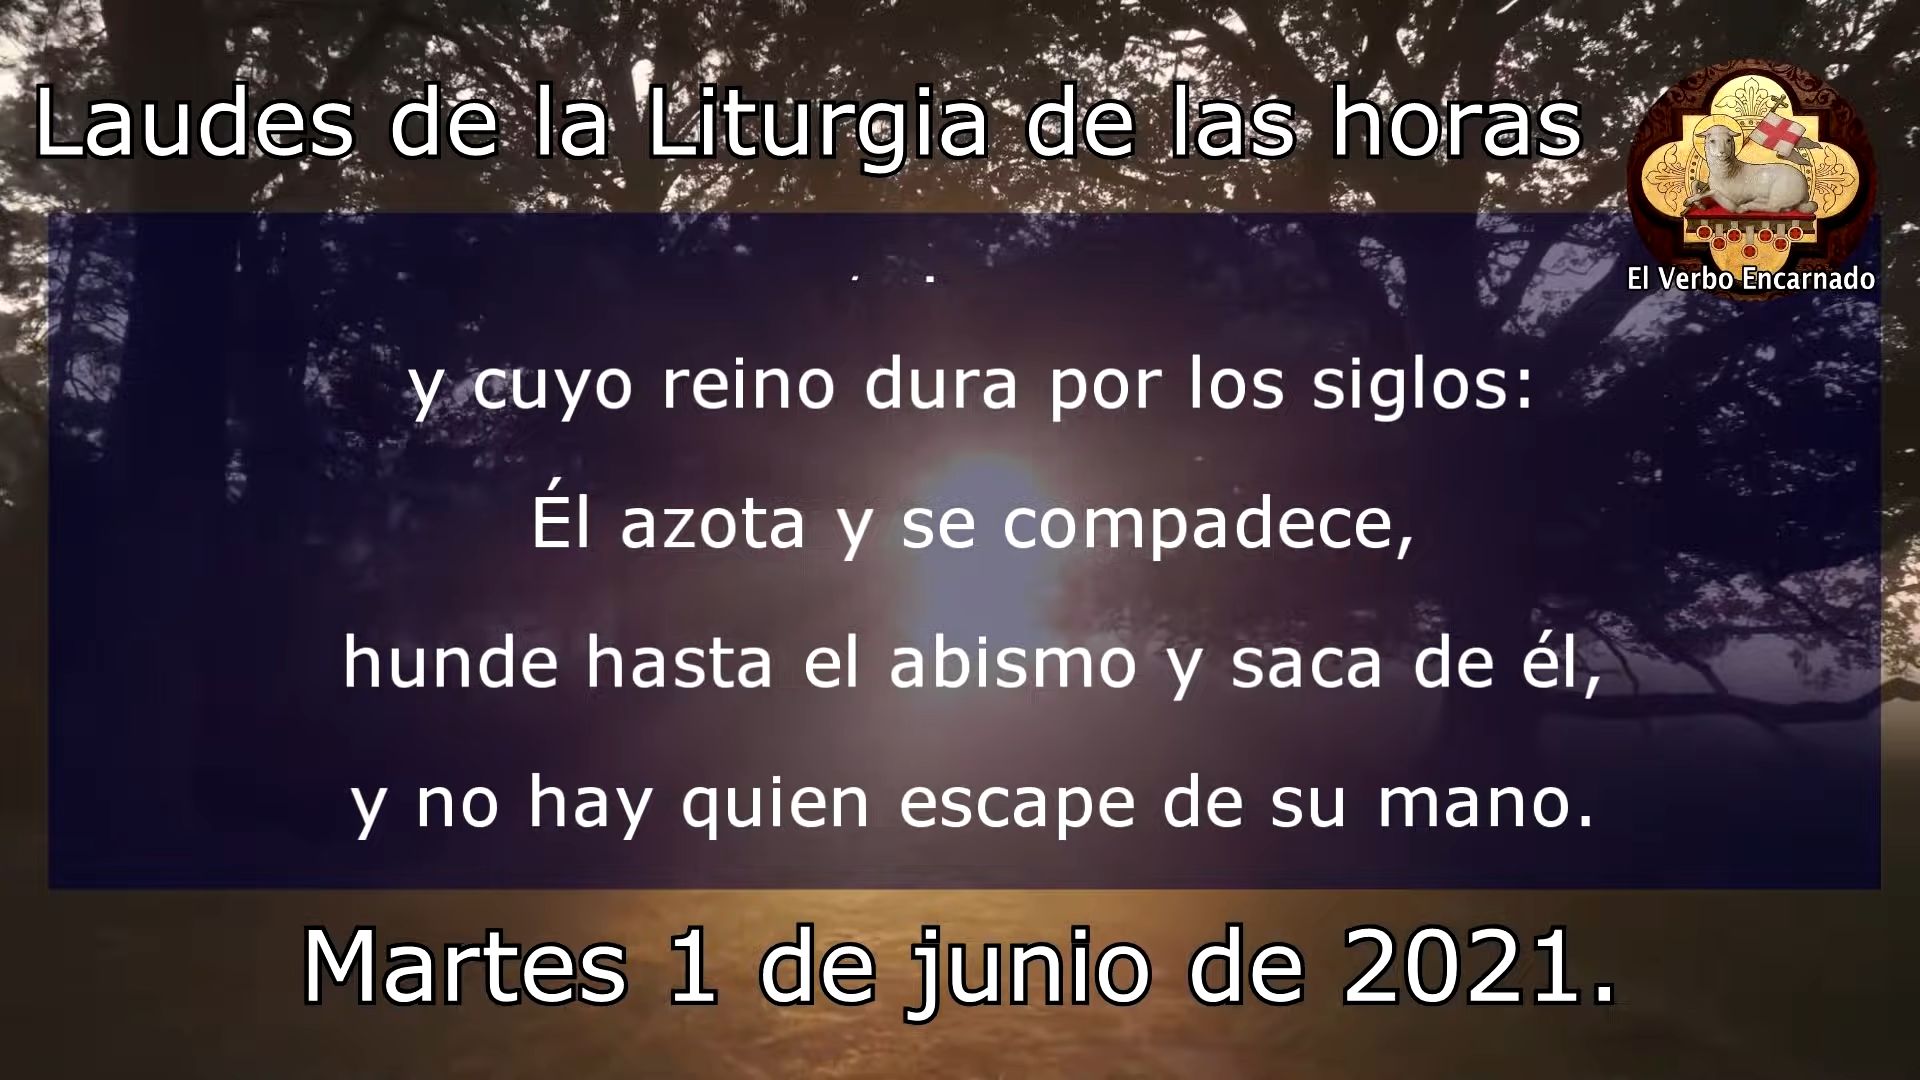 Laudes de la Liturgia de las horas
El Verbo Encarnado
y cuyo reino dura por los siglos:
Él azota y se compadece,
hunde hasta el abismo y saca de él,
y no hay quien escape de su mano.
Martes 1 de junio de 2021.